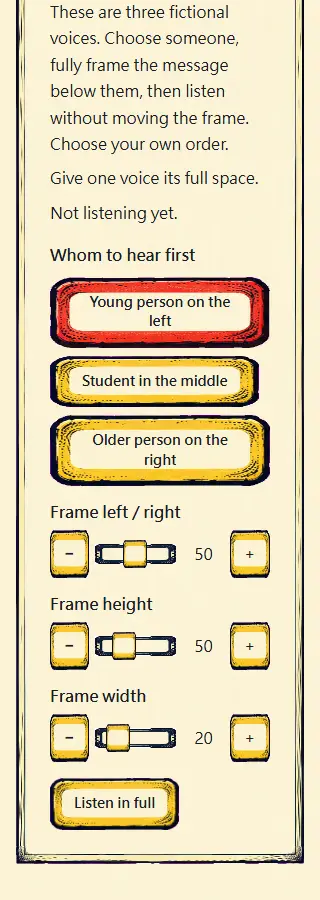 These are three fictional
voices. Choose someone,
fully frame the message
below them, then listen
without moving the frame.
Choose your own order.
Give one voice its full space.
Not listening yet.
Whom to hear first
Young person on the
left
Student in the middle
Older person on the
right
Frame left / right
− 50 +
Frame height
− 50 +
Frame width
− 20 +
Listen in full